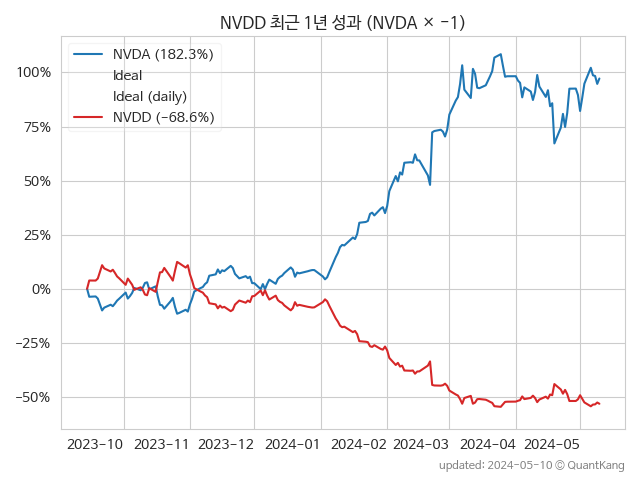 NVDD 최근 1년 성과 (NVDA × −1)
NVDA (182.3%)
Ideal
Ideal (daily)
NVDD (−68.6%)
100%
75%
50%
25%
0%
−25%
−50%
2023−10 2023−11 2023−12 2024−01 2024−02 2024−03 2024−04 2024−05
updated: 2024-05-10 © QuantKang